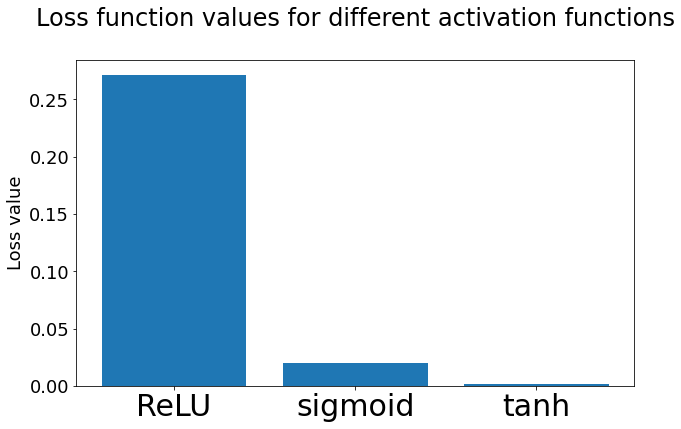 Loss function values for different activation functions
Loss value
0.25
0.20
0.15
0.10
0.05
0.00
ReLU
sigmoid
tanh